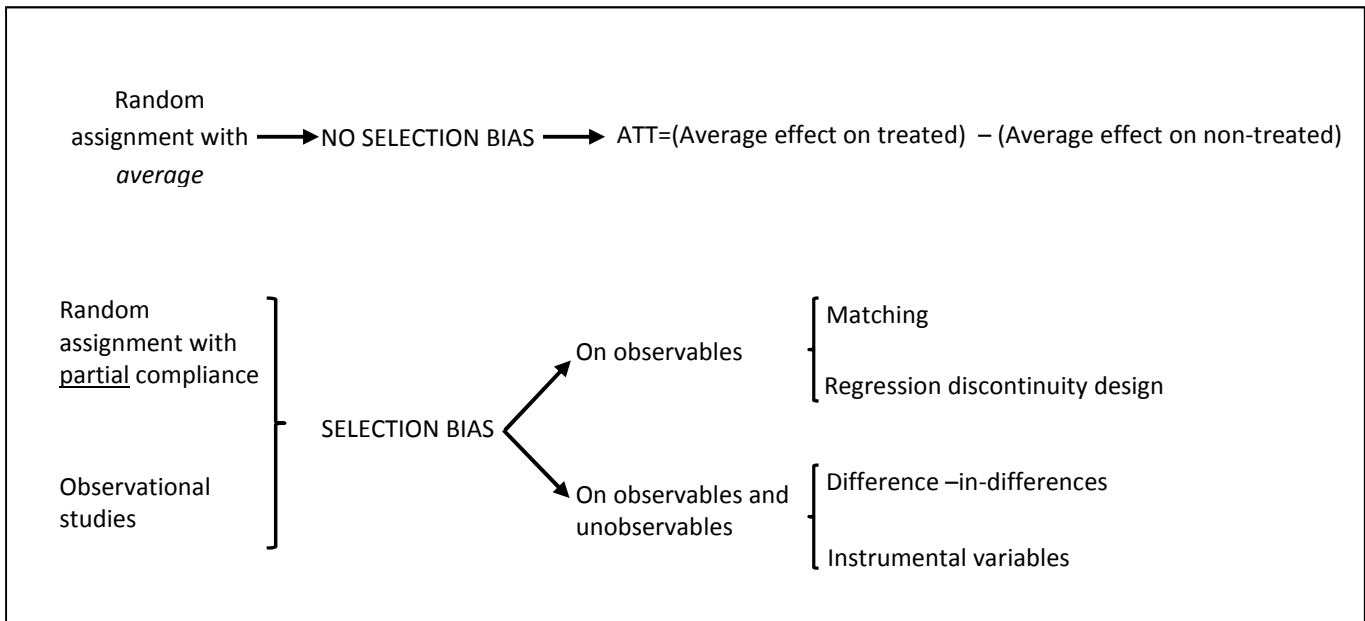 Random
assignment with
average
NO SELECTION BIAS
ATT=(Average effect on treated) – (Average effect on non-treated)
Random
assignment with
partial compliance
Observational
studies
SELECTION BIAS
On observables
Matching
Regression discontinuity design
On observables and
unobservables
Difference –in-differences
Instrumental variables